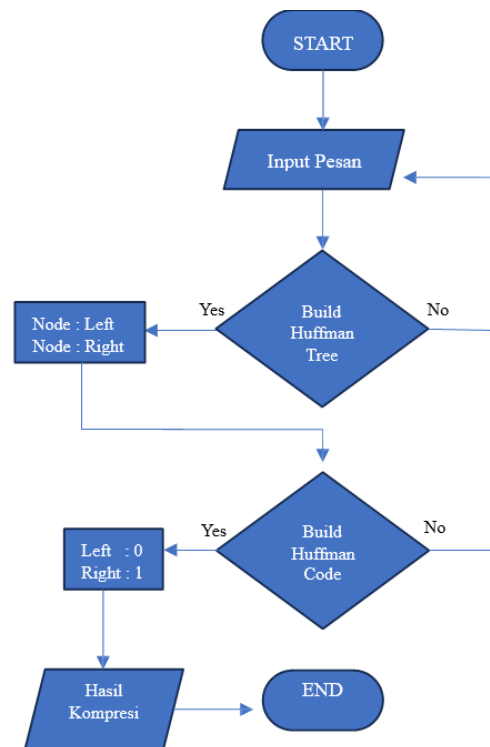 START
Input Pesan
Build
Huffman
Tree
Yes
No
Node : Left
Node : Right
Build
Huffman
Code
Yes
No
Left : 0
Right : 1
Hasil
Kompresi
END